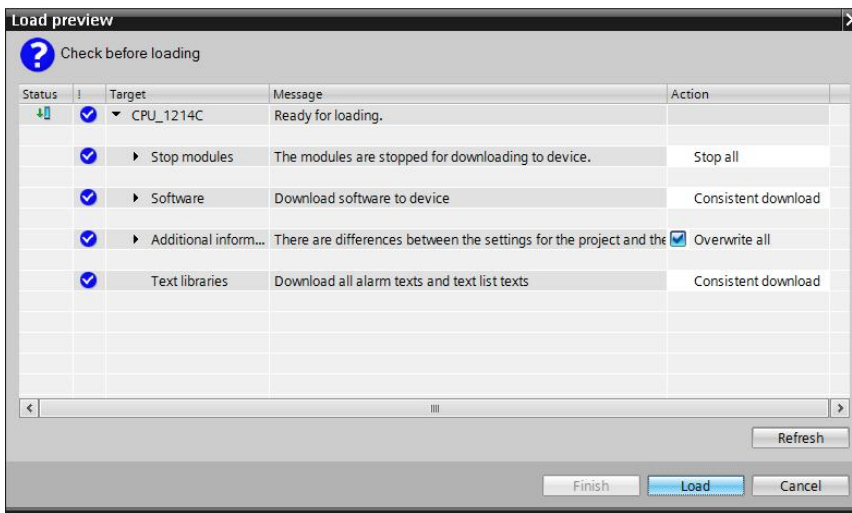 Load preview
Check before loading
Status ! Target Message Action
CPU_1214C Ready for loading.
Stop modules The modules are stopped for downloading to device. Stop all
Software Download software to device Consistent download
Additional inform... There are differences between the settings for the project and the Overwrite all
Text libraries Download all alarm texts and text list texts Consistent download
Refresh
Finish Load Cancel